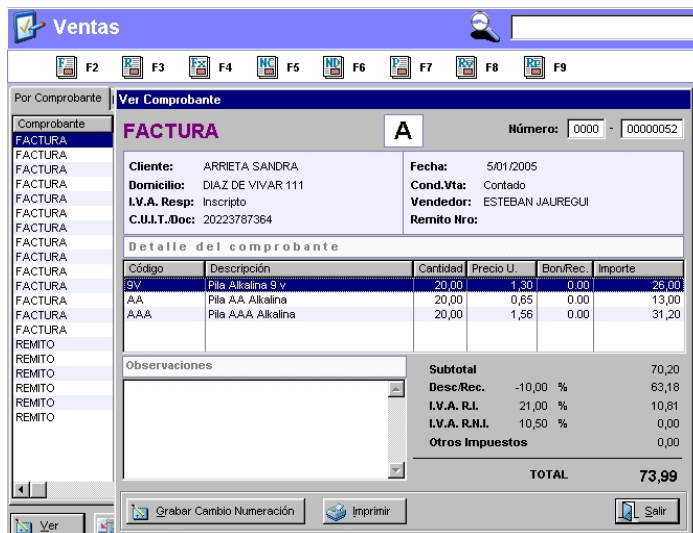 Ventas
F2 F3 F4 F5 F6 F7 F8 F9
Por Comprobante
Ver Comprobante
Comprobante
FACTURA
FACTURA
FACTURA
FACTURA
FACTURA
FACTURA
FACTURA
FACTURA
FACTURA
FACTURA
FACTURA
FACTURA
FACTURA
FACTURA
REMITO
REMITO
REMITO
REMITO
REMITO
REMITO
Ver
FACTURA A Número: 0000 - 00000052
Cliente: ARRIETA SANDRA
Domicilio: DIAZ DE VIVAR 111
I.V.A. Resp: Inscripto
C.U.I.T./Doc: 20223787364
Fecha: 5/01/2005
Cond.Vta: Contado
Vendedor: ESTEBAN JAUREGUI
Remito Nro:
Detalle del comprobante
Código Descripción Cantidad Precio U. Bon/Rec. Importe
9V Pila Alkalina 9 v 20,00 1,30 0.00 26,00
AA Pila AA Alkalina 20,00 0,65 0.00 13,00
AAA Pila AAA Alkalina 20,00 1,56 0.00 31,20
Observaciones
Subtotal 70,20
Desc/Rec. -10,00 % 63,18
I.V.A. R.I. 21,00 % 10,81
I.V.A. R.N.I. 10,50 % 0,00
Otros Impuestos 0,00
TOTAL 73,99
Grabar Cambio Numeración Imprimir Salir